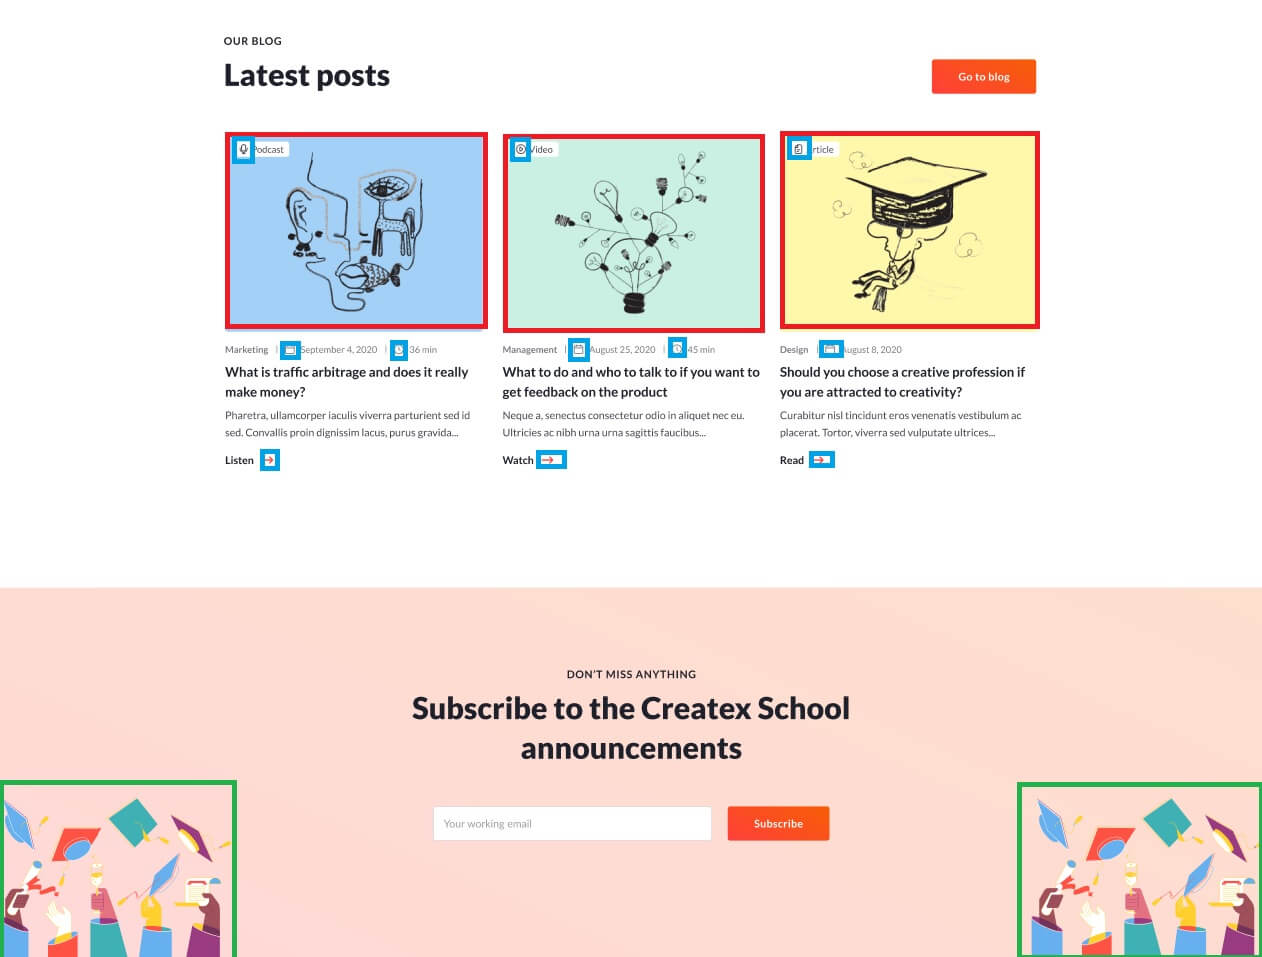 OUR BLOG
Latest posts
Go to blog
Podcast
Video
rticle
Marketing | September 4, 2020 | 36 min
What is traffic arbitrage and does it really
make money?
Pharetra, ullamcorper iaculis viverra parturient sed id
sed. Convallis proin dignissim lacus, purus gravida...
Listen →
Management | August 25, 2020 | 45 min
What to do and who to talk to if you want to
get feedback on the product
Neque a, senectus consectetur odio in aliquet nec eu.
Ultricies ac nibh urna urna sagittis faucibus...
Watch →
Design | August 8, 2020
Should you choose a creative profession if
you are attracted to creativity?
Curabitur nisl tincidunt eros venenatis vestibulum ac
placerat. Tortor, viverra sed vulputate ultrices...
Read →
DON'T MISS ANYTHING
Subscribe to the Createx School
announcements
Your working email
Subscribe